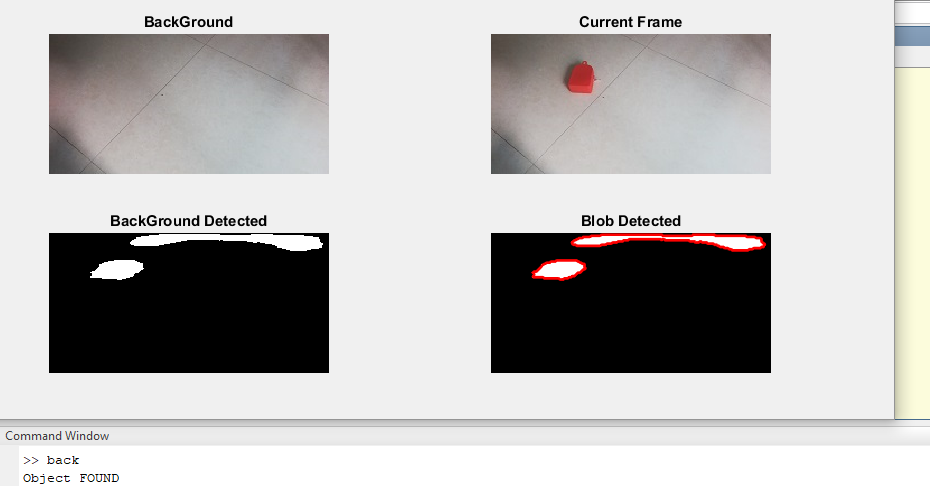 BackGround
Current Frame
BackGround Detected
Blob Detected
Command Window
>> back
Object FOUND